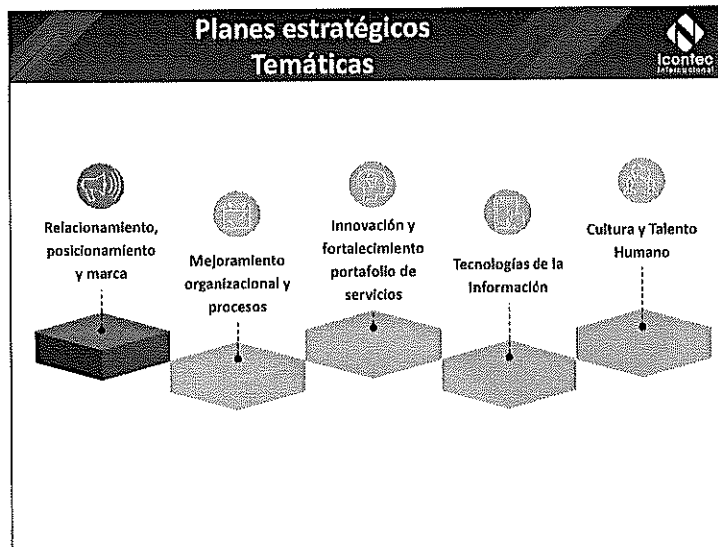 Planes estratégicos
Temáticas
Icontec
Internacional
Relacionamiento,
posicionamiento
y marca
Mejoramiento
organizacional y
procesos
Innovación y
fortalecimiento
portafolio de
servicios
Tecnologías de la
Información
Cultura y Talento
Humano